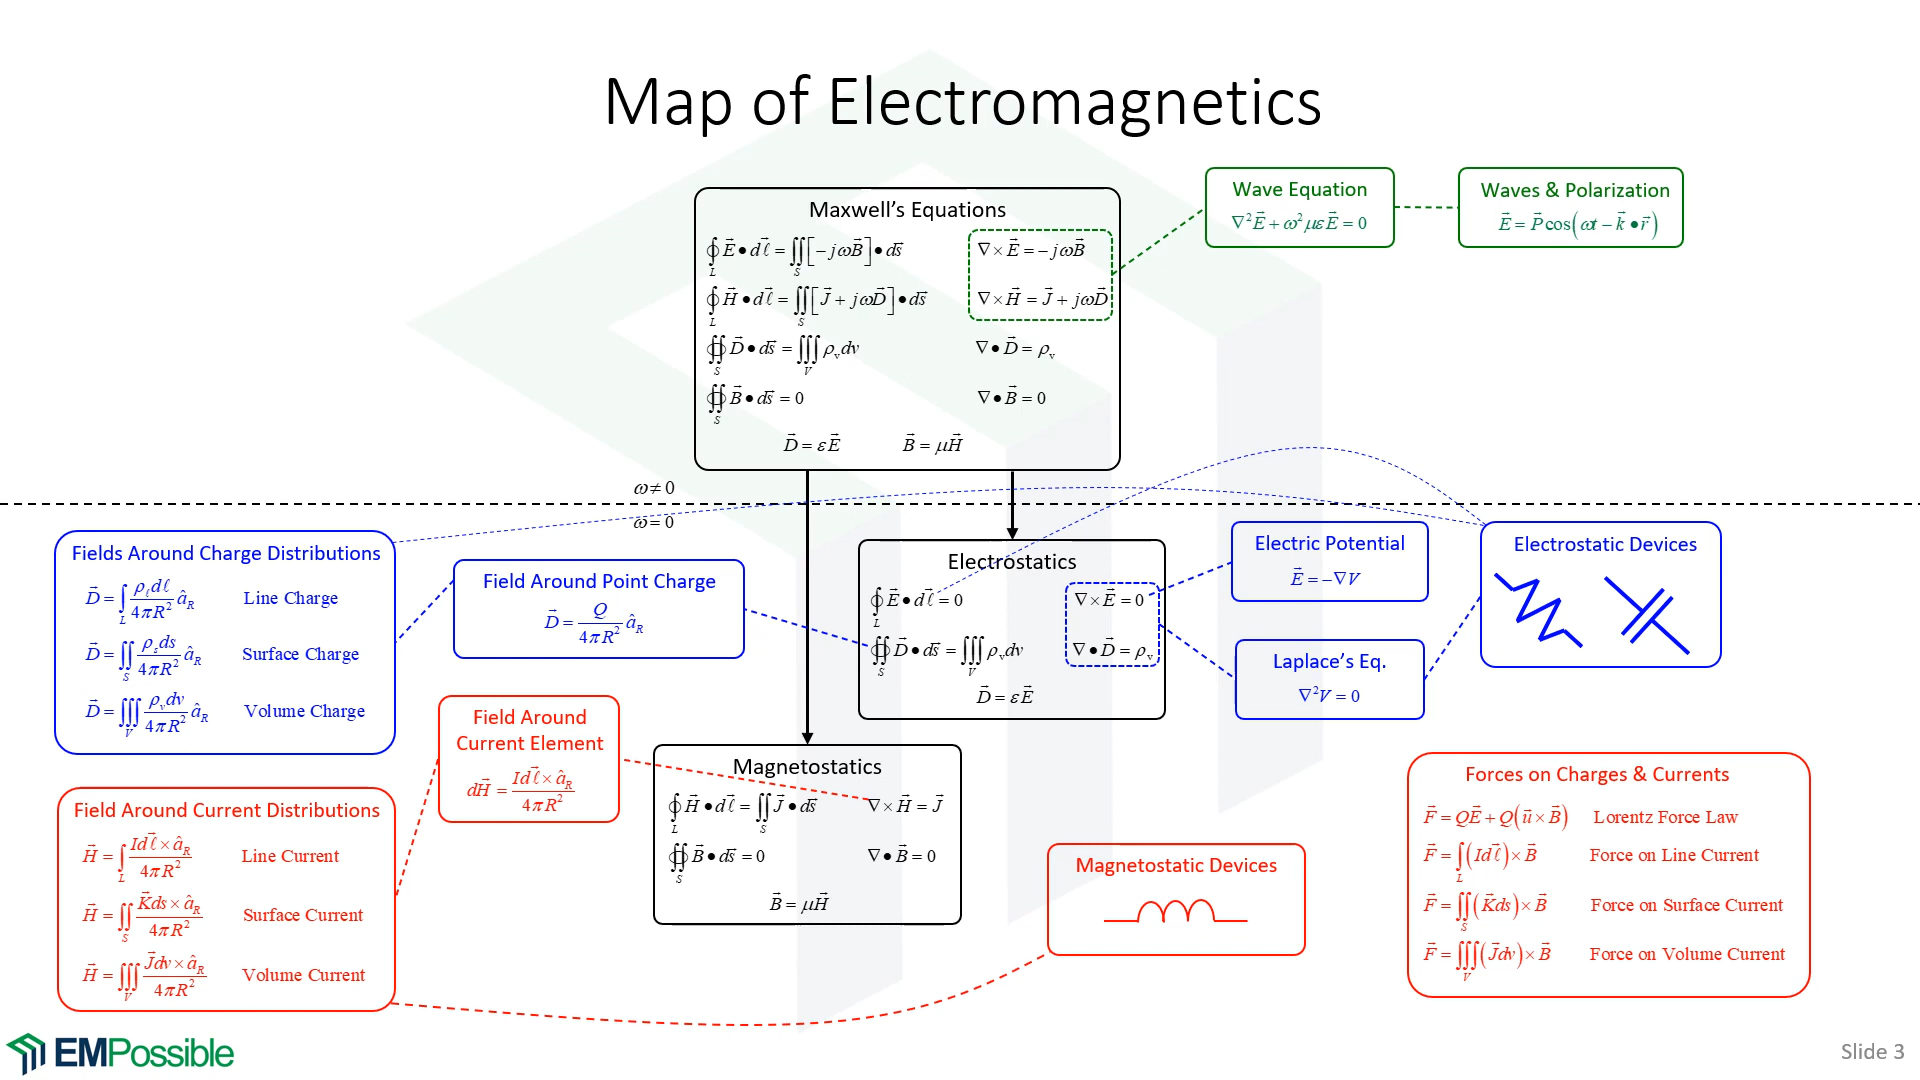 Map of Electromagnetics
Maxwell's Equations
∮_L E⃗ • dℓ⃗ = ∬_S [−jωB⃗] • ds⃗
∇ × E⃗ = −jωB⃗
∮_L H⃗ • dℓ⃗ = ∬_S [J⃗ + jωD⃗] • ds⃗
∇ × H⃗ = J⃗ + jωD⃗
∯_S D⃗ • ds⃗ = ∭_V ρ_v dv
∇ • D⃗ = ρ_v
∯_S B⃗ • ds⃗ = 0
∇ • B⃗ = 0
D⃗ = εE⃗
B⃗ = μH⃗
Wave Equation
∇²E⃗ + ω²μεE⃗ = 0
Waves & Polarization
E⃗ = P⃗ cos(ωt − k⃗ • r⃗)
ω ≠ 0
ω = 0
Fields Around Charge Distributions
D⃗ = ∫_L (ρ_ℓ dℓ / 4πR²) â_R
Line Charge
D⃗ = ∬_S (ρ_s ds / 4πR²) â_R
Surface Charge
D⃗ = ∭_V (ρ_v dv / 4πR²) â_R
Volume Charge
Field Around Point Charge
D⃗ = (Q / 4πR²) â_R
Electrostatics
∮_L E⃗ • dℓ⃗ = 0
∇ × E⃗ = 0
∯_S D⃗ • ds⃗ = ∭_V ρ_v dv
∇ • D⃗ = ρ_v
D⃗ = εE⃗
Electric Potential
E⃗ = −∇V
Laplace's Eq.
∇²V = 0
Electrostatic Devices
Field Around Current Distributions
H⃗ = ∫_L (Idℓ⃗ × â_R) / 4πR²
Line Current
H⃗ = ∬_S (K⃗ds × â_R) / 4πR²
Surface Current
H⃗ = ∭_V (J⃗dv × â_R) / 4πR²
Volume Current
Field Around
Current Element
dH⃗ = (Idℓ⃗ × â_R) / 4πR²
Magnetostatics
∮_L H⃗ • dℓ⃗ = ∬_S J⃗ • ds⃗
∇ × H⃗ = J⃗
∯_S B⃗ • ds⃗ = 0
∇ • B⃗ = 0
B⃗ = μH⃗
Magnetostatic Devices
Forces on Charges & Currents
F⃗ = QE⃗ + Q(u⃗ × B⃗)
Lorentz Force Law
F⃗ = ∫_L (Idℓ⃗) × B⃗
Force on Line Current
F⃗ = ∬_S (K⃗ds) × B⃗
Force on Surface Current
F⃗ = ∭_V (J⃗dv) × B⃗
Force on Volume Current
EMPossible
Slide 3